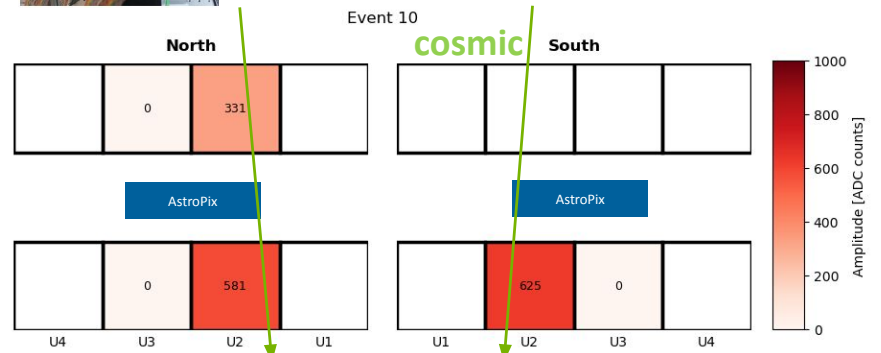 Event 10
cosmic
North
South
0
331
AstroPix
AstroPix
0
581
625
0
U4
U3
U2
U1
U1
U2
U3
U4
1000
800
600
400
200
0
Amplitude [ADC counts]